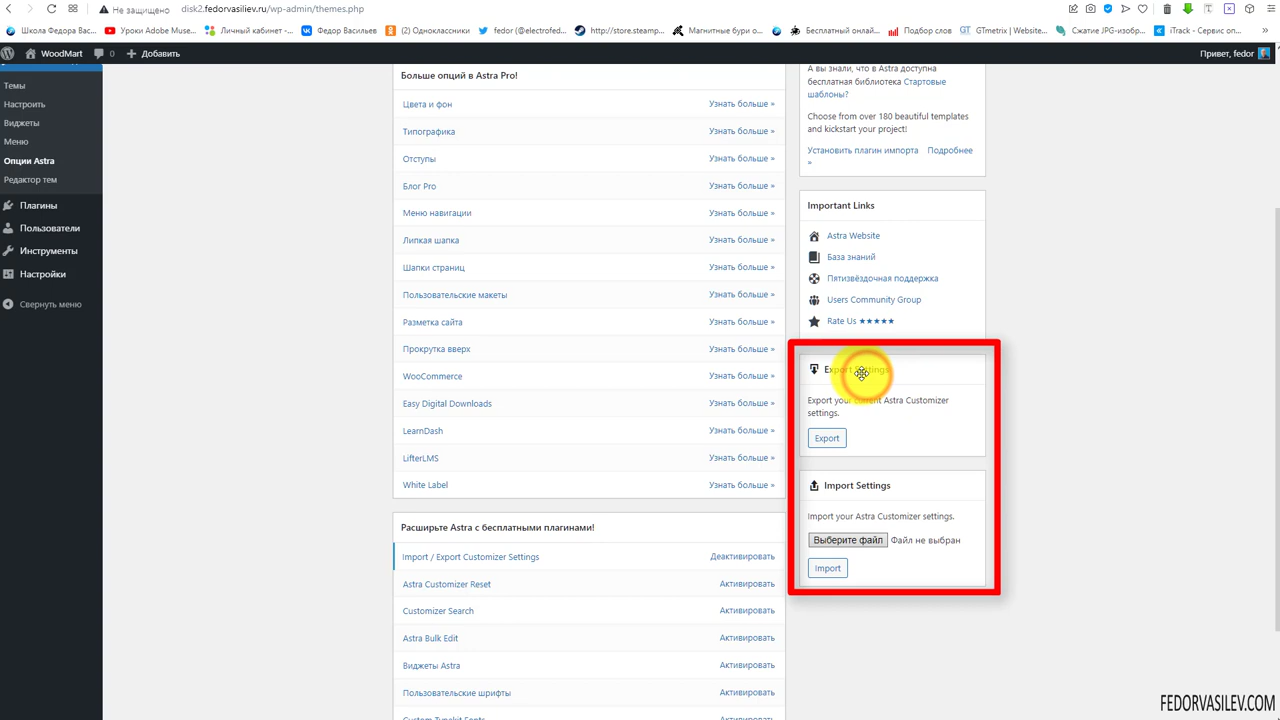 Не защищено
disk2.fedorvasiliev.ru/wp-admin/themes.php
Школа Федора Вас...
Уроки Adobe Muse...
Личный кабинет -...
Федор Васильев
(2) Одноклассники
fedor (@electrofed...
http://store.steamp...
Магнитные бури о...
Бесплатный онлай...
Подбор слов
GTmetrix | Website...
Сжатие JPG-изобр...
iTrack - Сервис оп...
WoodMart
0
Добавить
Привет, fedor
Темы
Настроить
Виджеты
Меню
Опции Astra
Редактор тем
Плагины
Пользователи
Инструменты
Настройки
Свернуть меню
Больше опций в Astra Pro!
Цвета и фон Узнать больше »
Типографика Узнать больше »
Отступы Узнать больше »
Блог Pro Узнать больше »
Меню навигации Узнать больше »
Липкая шапка Узнать больше »
Шапки страниц Узнать больше »
Пользовательские макеты Узнать больше »
Разметка сайта Узнать больше »
Прокрутка вверх Узнать больше »
WooCommerce Узнать больше »
Easy Digital Downloads Узнать больше »
LearnDash Узнать больше »
LifterLMS Узнать больше »
White Label Узнать больше »
Расширьте Astra с бесплатными плагинами!
Import / Export Customizer Settings Деактивировать
Astra Customizer Reset Активировать
Customizer Search Активировать
Astra Bulk Edit Активировать
Виджеты Astra Активировать
Пользовательские шрифты Активировать
Custom Typekit Fonts Активировать
А вы знали, что в Astra доступна
бесплатная библиотека Стартовые
шаблоны?
Choose from over 180 beautiful templates
and kickstart your project!
Установить плагин импорта Подробнее
»
Important Links
Astra Website
База знаний
Пятизвёздочная поддержка
Users Community Group
Rate Us ★★★★★
Export Settings
Export your current Astra Customizer
settings.
Export
Import Settings
Import your Astra Customizer settings.
Выберите файл Файл не выбран
Import
FEDORVASILEV.COM